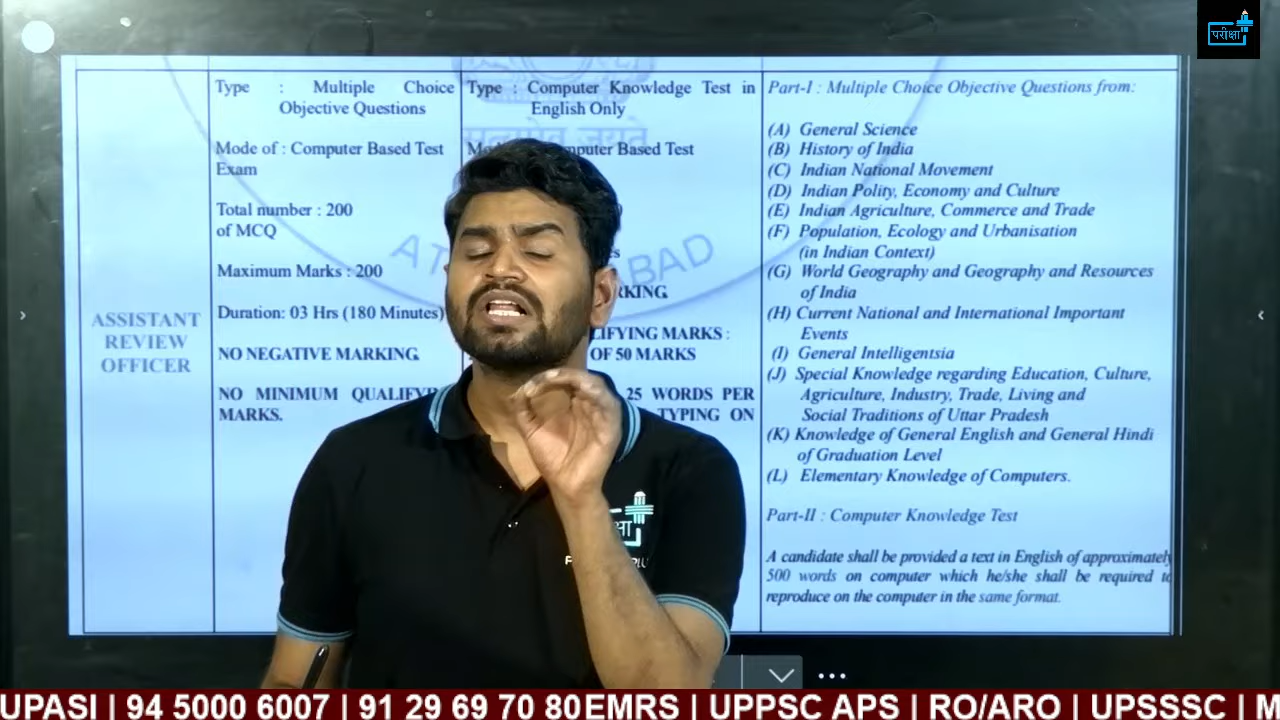 परीक्षा
Type : Multiple Choice
Objective Questions
Mode of : Computer Based Test
Exam
Total number : 200
of MCQ
Maximum Marks : 200
Duration: 03 Hrs (180 Minutes)
NO NEGATIVE MARKING.
NO MINIMUM
MARKS.
ASSISTANT
REVIEW
OFFICER
Type : Computer Knowledge Test in
English Only
Computer Based Test
MARKS :
OF 50 MARKS
25 WORDS PER
TYPING ON
सत्यमेव जयते
Part-I : Multiple Choice Objective Questions from:
(A) General Science
(B) History of India
(C) Indian National Movement
(D) Indian Polity, Economy and Culture
(E) Indian Agriculture, Commerce and Trade
(F) Population, Ecology and Urbanisation
(in Indian Context)
(G) World Geography and Geography and Resources
of India
(H) Current National and International Important
Events
(I) General Intelligentsia
(J) Special Knowledge regarding Education, Culture,
Agriculture, Industry, Trade, Living and
Social Traditions of Uttar Pradesh
(K) Knowledge of General English and General Hindi
of Graduation Level
(L) Elementary Knowledge of Computers.
Part-II : Computer Knowledge Test
A candidate shall be provided a text in English of approximately
500 words on computer which he/she shall be required to
reproduce on the computer in the same format.
UPASI | 94 5000 6007 | 91 29 69 70 80 EMRS | UPPSC APS | RO/ARO | UPSSSC | M